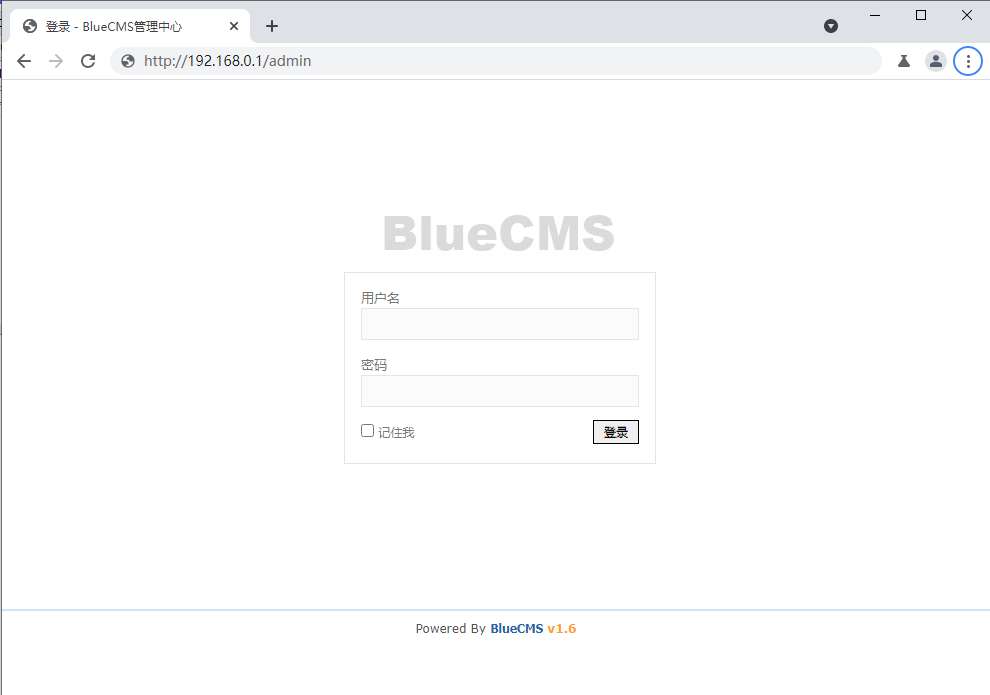 登录 - BlueCMS管理中心
http://192.168.0.1/admin
BlueCMS
用户名
密码
记住我
登录
Powered By BlueCMS v1.6